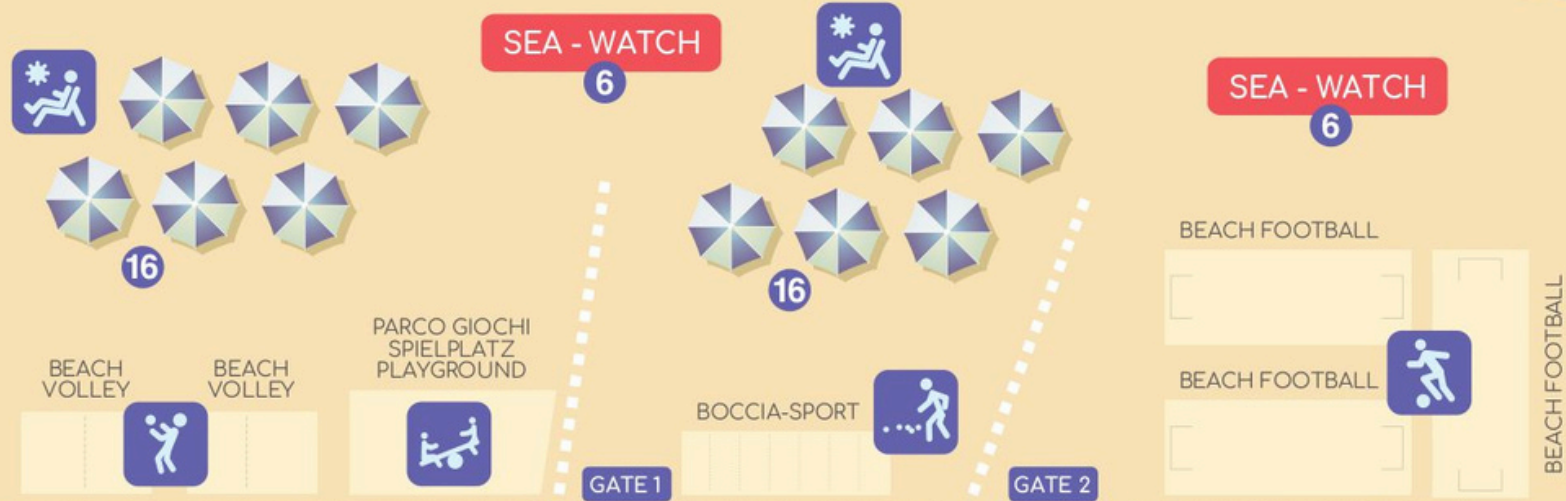 SEA - WATCH
6
SEA - WATCH
6
16
16
BEACH FOOTBALL
BEACH
VOLLEY
BEACH
VOLLEY
PARCO GIOCHI
SPIELPLATZ
PLAYGROUND
BOCCIA-SPORT
BEACH FOOTBALL
BEACH FOOTBALL
GATE 1
GATE 2